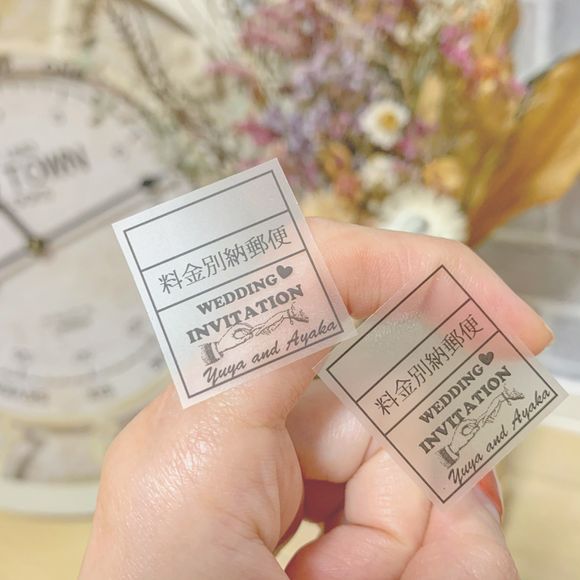 TOWN
料金別納郵便
WEDDING♥
INVITATION
Yuya and Ayaka
料金別納郵便
WEDDING♥
INVITATION
Yuya and Ayaka